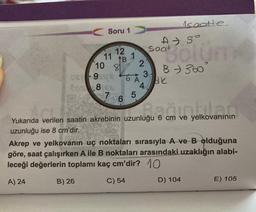 Soru 1
1saatte
A → 5°
Saat
B → 360°
12
11 1
10 2
9 3
8 4
7 5
6
B
8
6 A
Yukarıda verilen saatin akrebinin uzunluğu 6 cm ve yelkovanının
uzunluğu ise 8 cm'dir.
Akrep ve yelkovanın uç noktaları sırasıyla A ve B olduğuna
göre, saat çalışırken A ile B noktaları arasındaki uzaklığın alabi-
leceği değerlerin toplamı kaç cm'dir? 10
A) 24 B) 26 C) 54 D) 104 E) 105